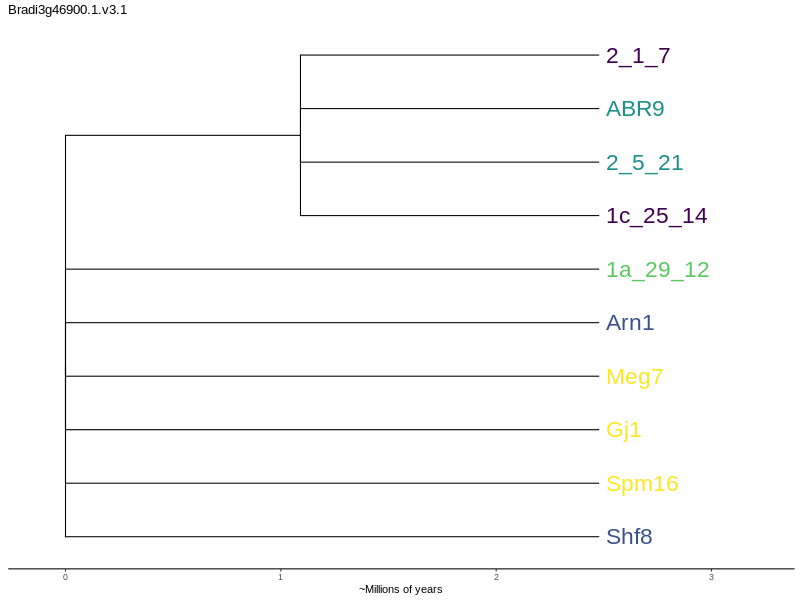 Bradi3g46900.1.v3.1
2_1_7
ABR9
2_5_21
1c_25_14
1a_29_12
Arn1
Meg7
Gj1
Spm16
Shf8
0 1 2 3
~Millions of years